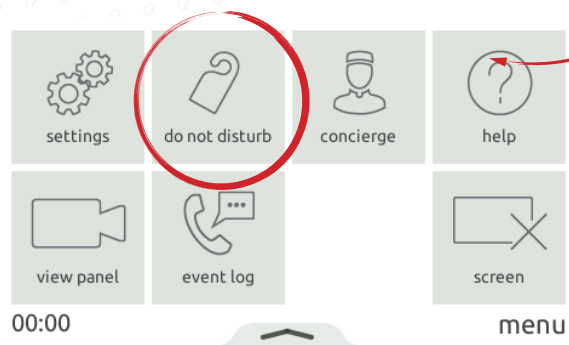 settings
do not disturb
concierge
help
view panel
event log
screen
00:00
menu